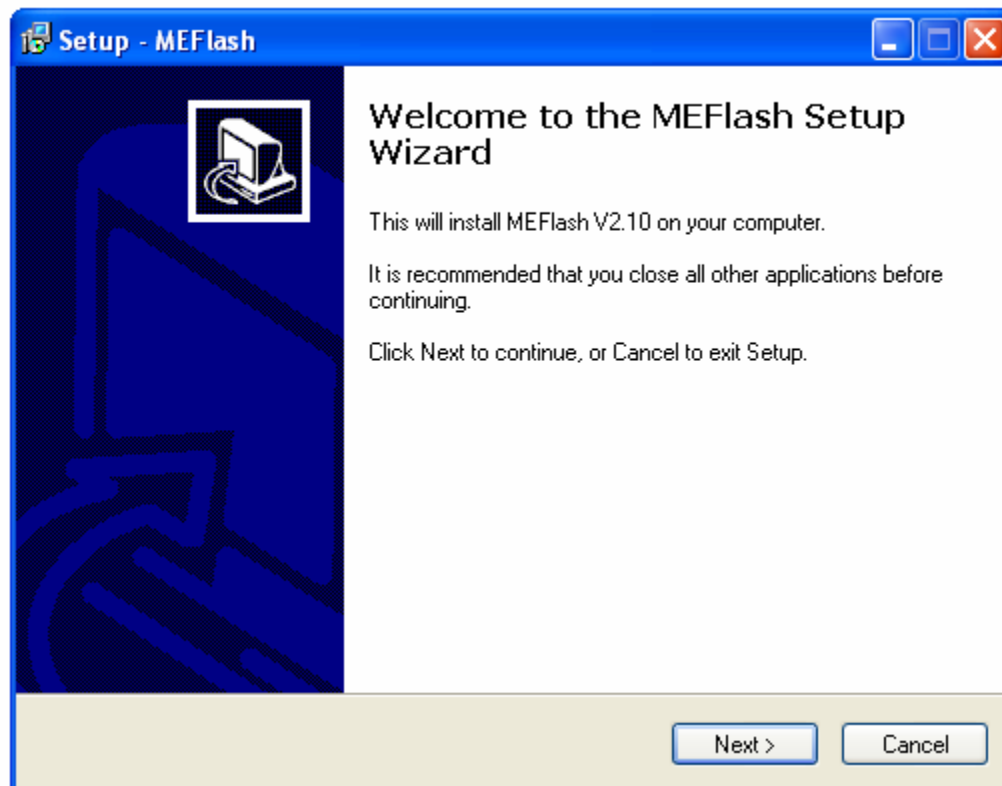 Setup - MEFlash
Welcome to the MEFlash Setup
Wizard
This will install MEFlash V2.10 on your computer.
It is recommended that you close all other applications before
continuing.
Click Next to continue, or Cancel to exit Setup.
Next >
Cancel